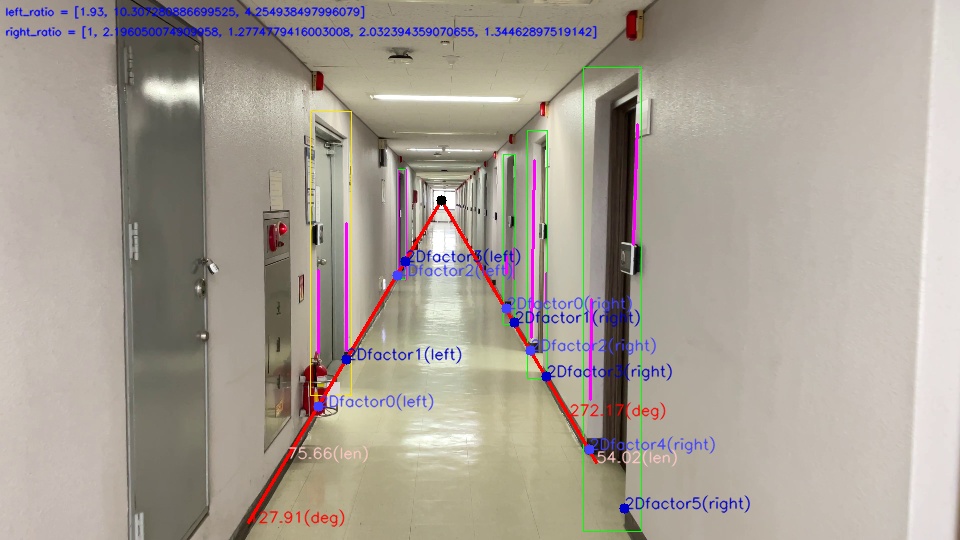 left_ratio = [1.93, 10.307280886699525, 4.254938497996079]
right_ratio = [1, 2.196050074909958, 1.2774779416003008, 2.032394359070655, 1.34462897519142]
2Dfactor3(left)
2Dfactor2(left)
2Dfactor0(right)
2Dfactor1(right)
2Dfactor2(right)
2Dfactor1(left)
2Dfactor3(right)
2Dfactor0(left)
272.17(deg)
2Dfactor4(right)
75.66(len)
54.02(len)
2Dfactor5(right)
27.91(deg)